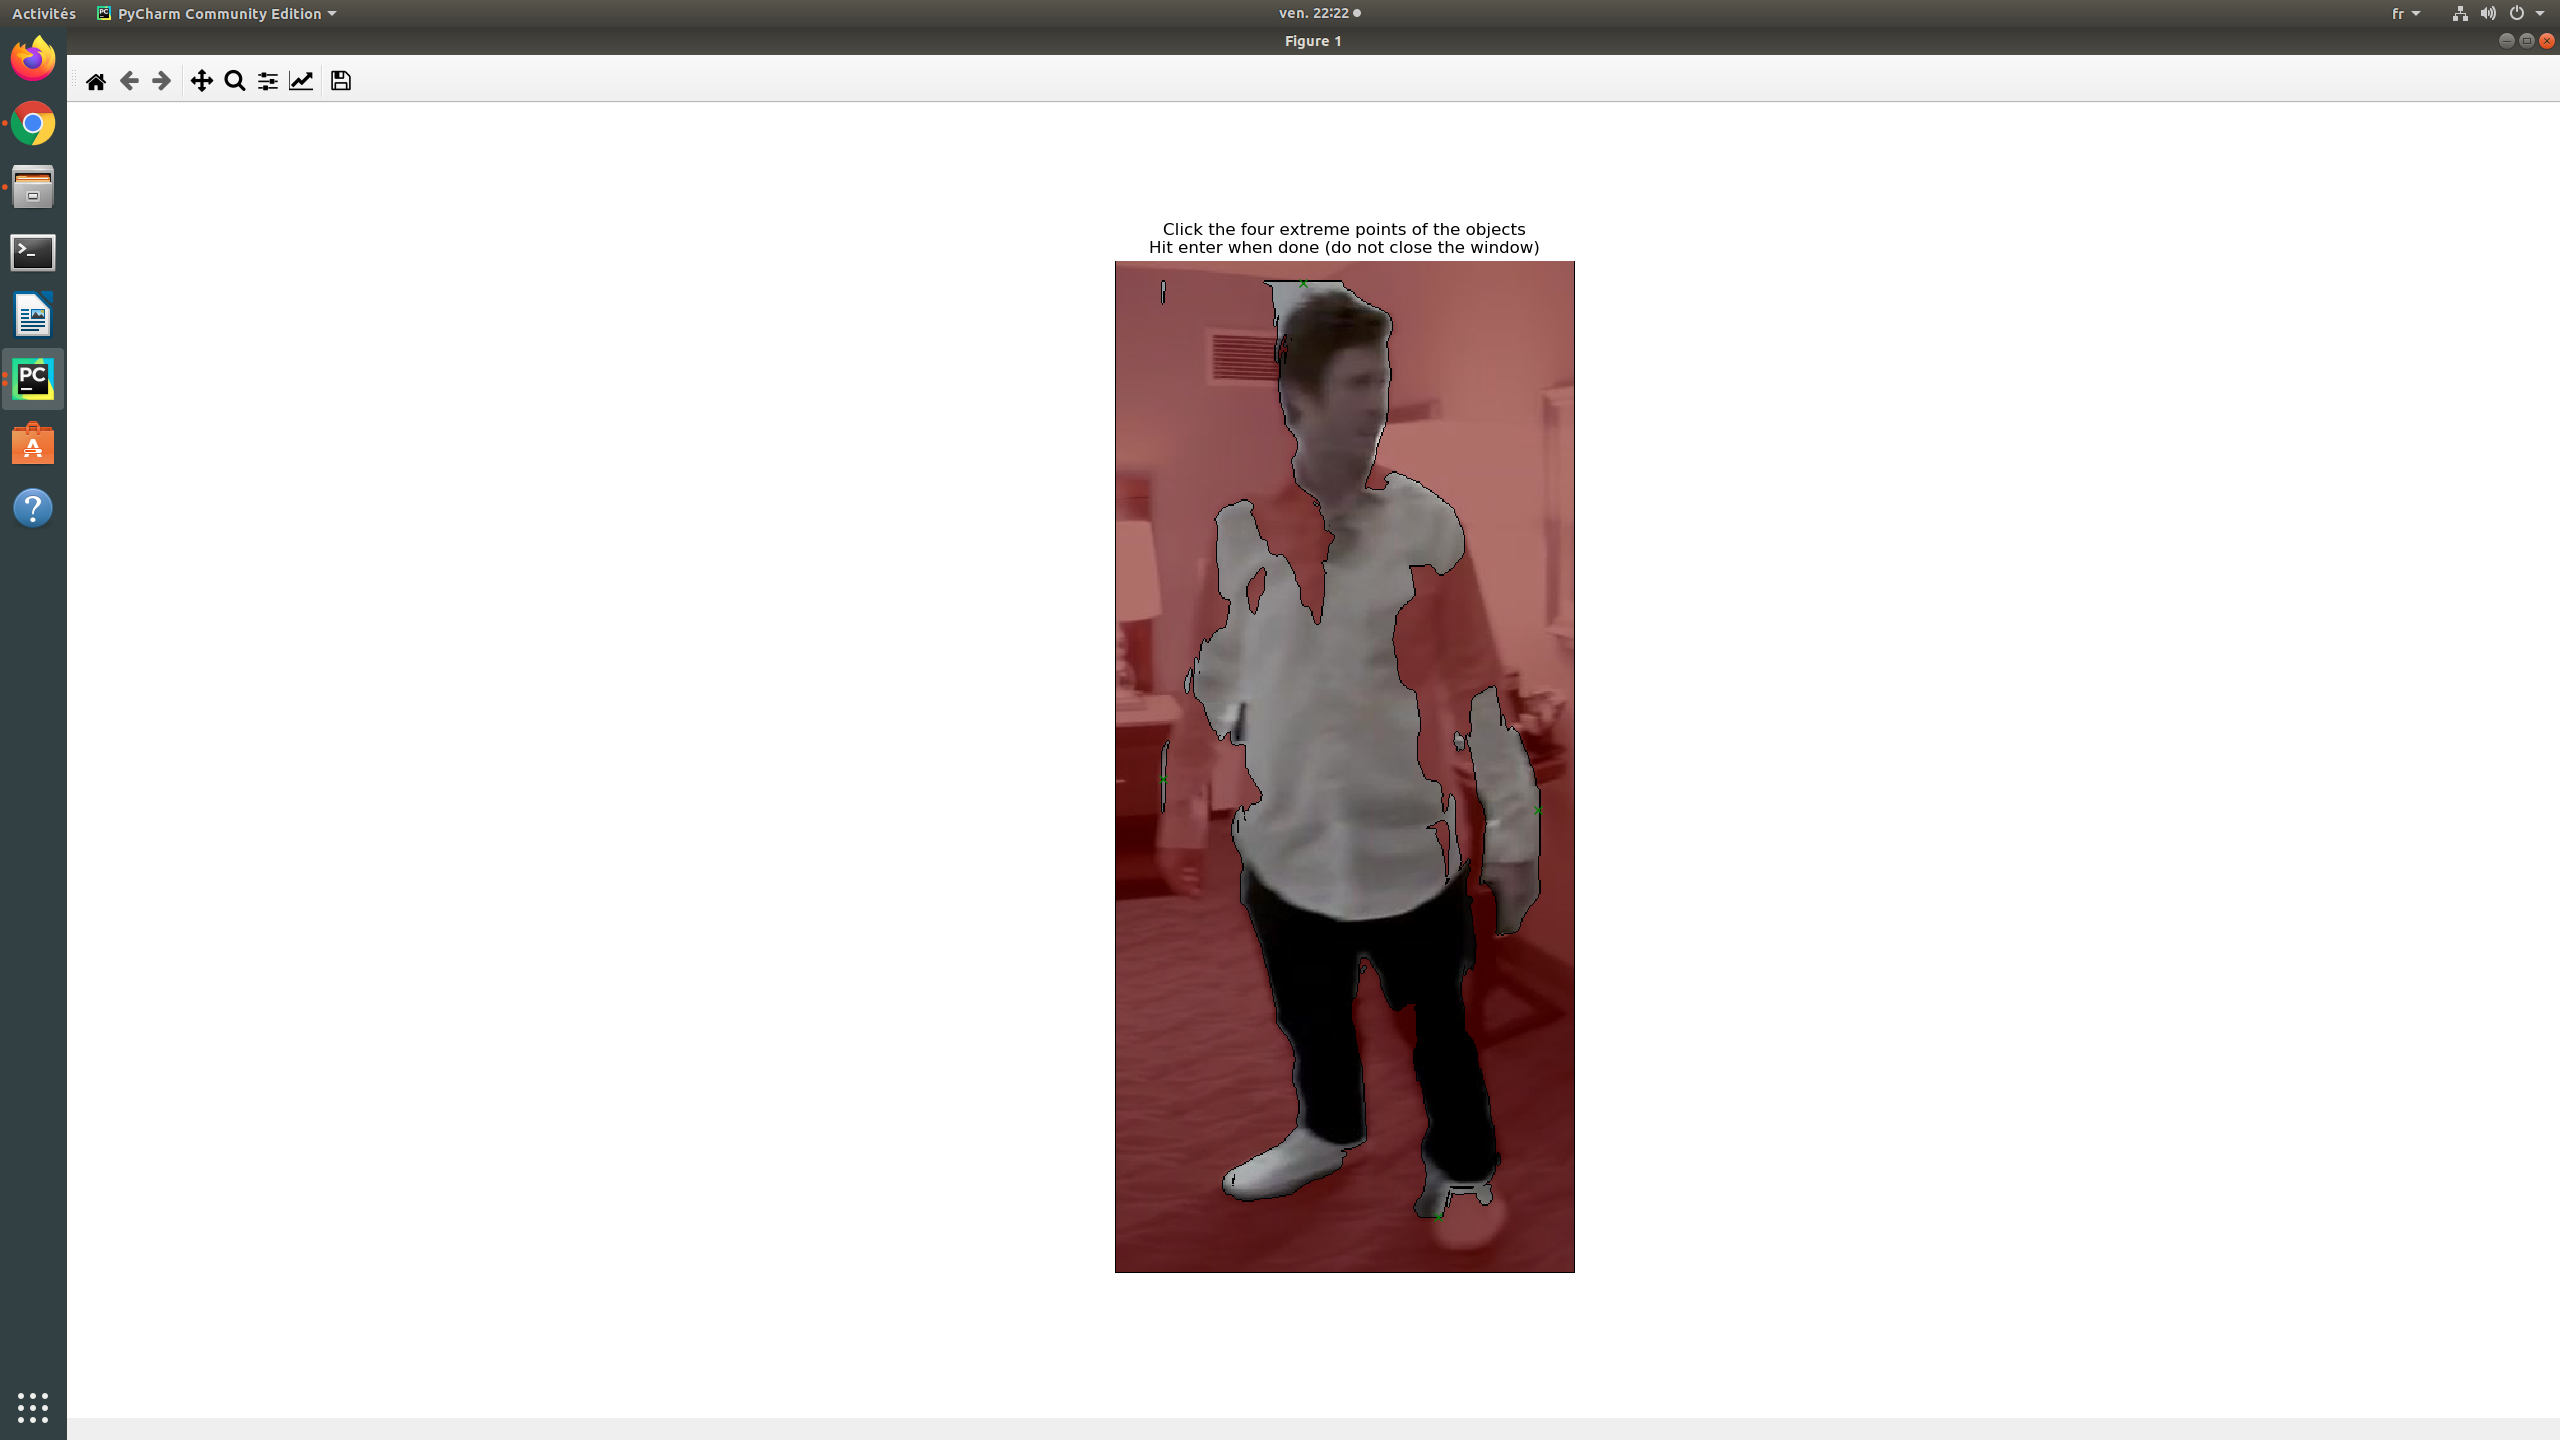 Activités PyCharm Community Edition ven. 22:22 fr
Figure 1
Click the four extreme points of the objects
Hit enter when done (do not close the window)
PC